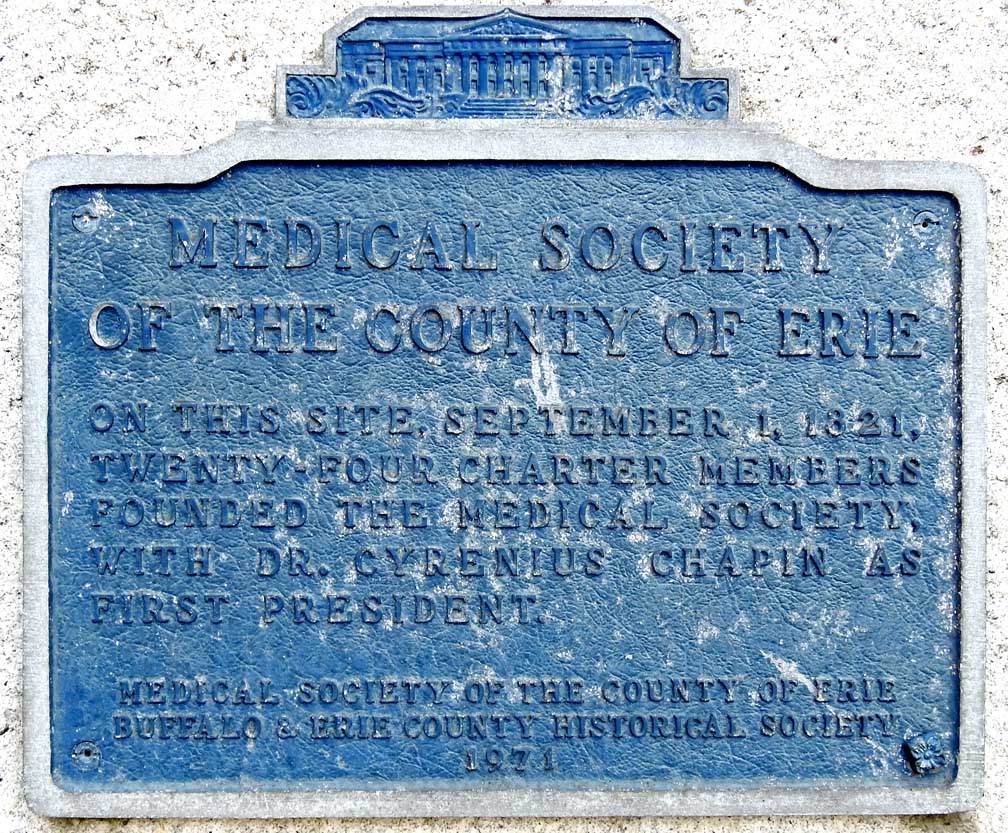 MEDICAL SOCIETY
OF THE COUNTY OF ERIE
ON THIS SITE, SEPTEMBER 1, 1821,
TWENTY-FOUR CHARTER MEMBERS
FOUNDED THE MEDICAL SOCIETY,
WITH DR. CYRENIUS CHAPIN AS
FIRST PRESIDENT.
MEDICAL SOCIETY OF THE COUNTY OF ERIE
BUFFALO & ERIE COUNTY HISTORICAL SOCIETY
1971